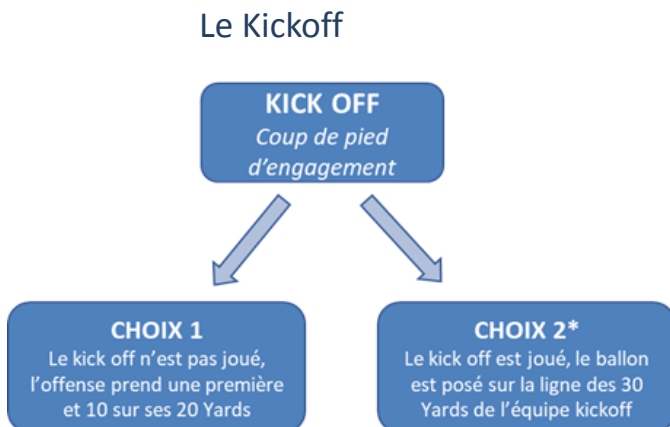 Le Kickoff
KICK OFF
Coup de pied
d'engagement
CHOIX 1
Le kick off n'est pas joué,
l'offense prend une première
et 10 sur ses 20 Yards
CHOIX 2*
Le kick off est joué, le ballon
est posé sur la ligne des 30
Yards de l'équipe kickoff